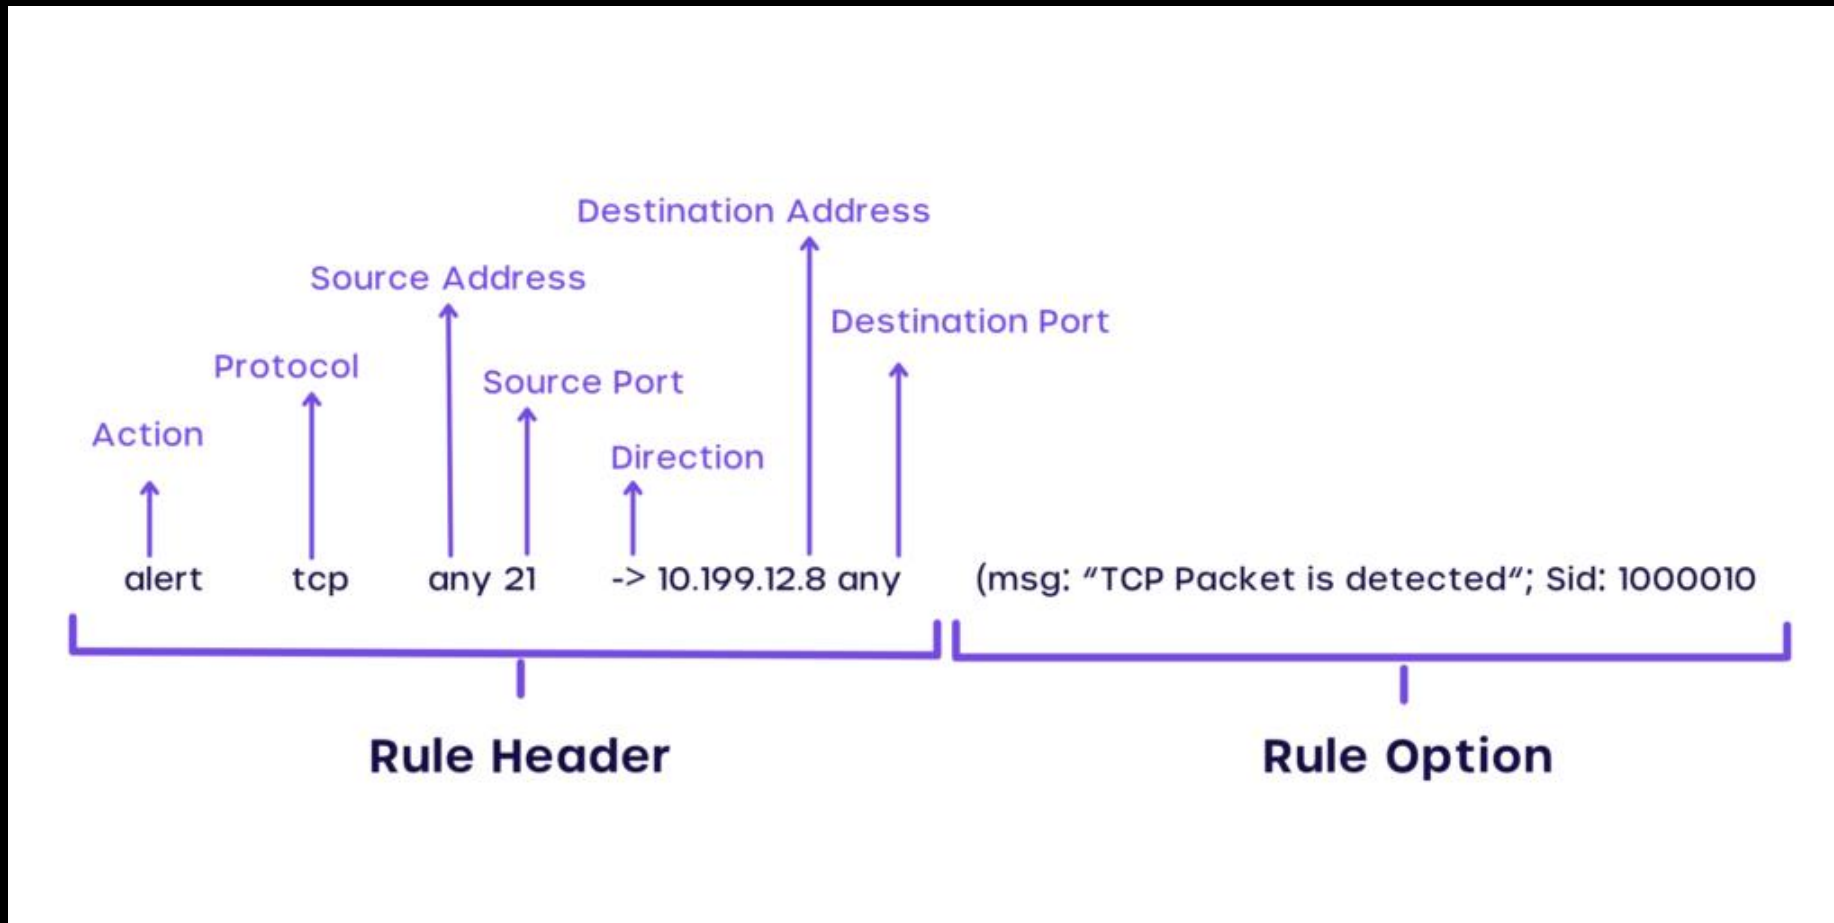 Destination Address
Source Address
Destination Port
Protocol
Source Port
Action
Direction
alert tcp any 21 -> 10.199.12.8 any (msg: “TCP Packet is detected“; Sid: 1000010
Rule Header
Rule Option